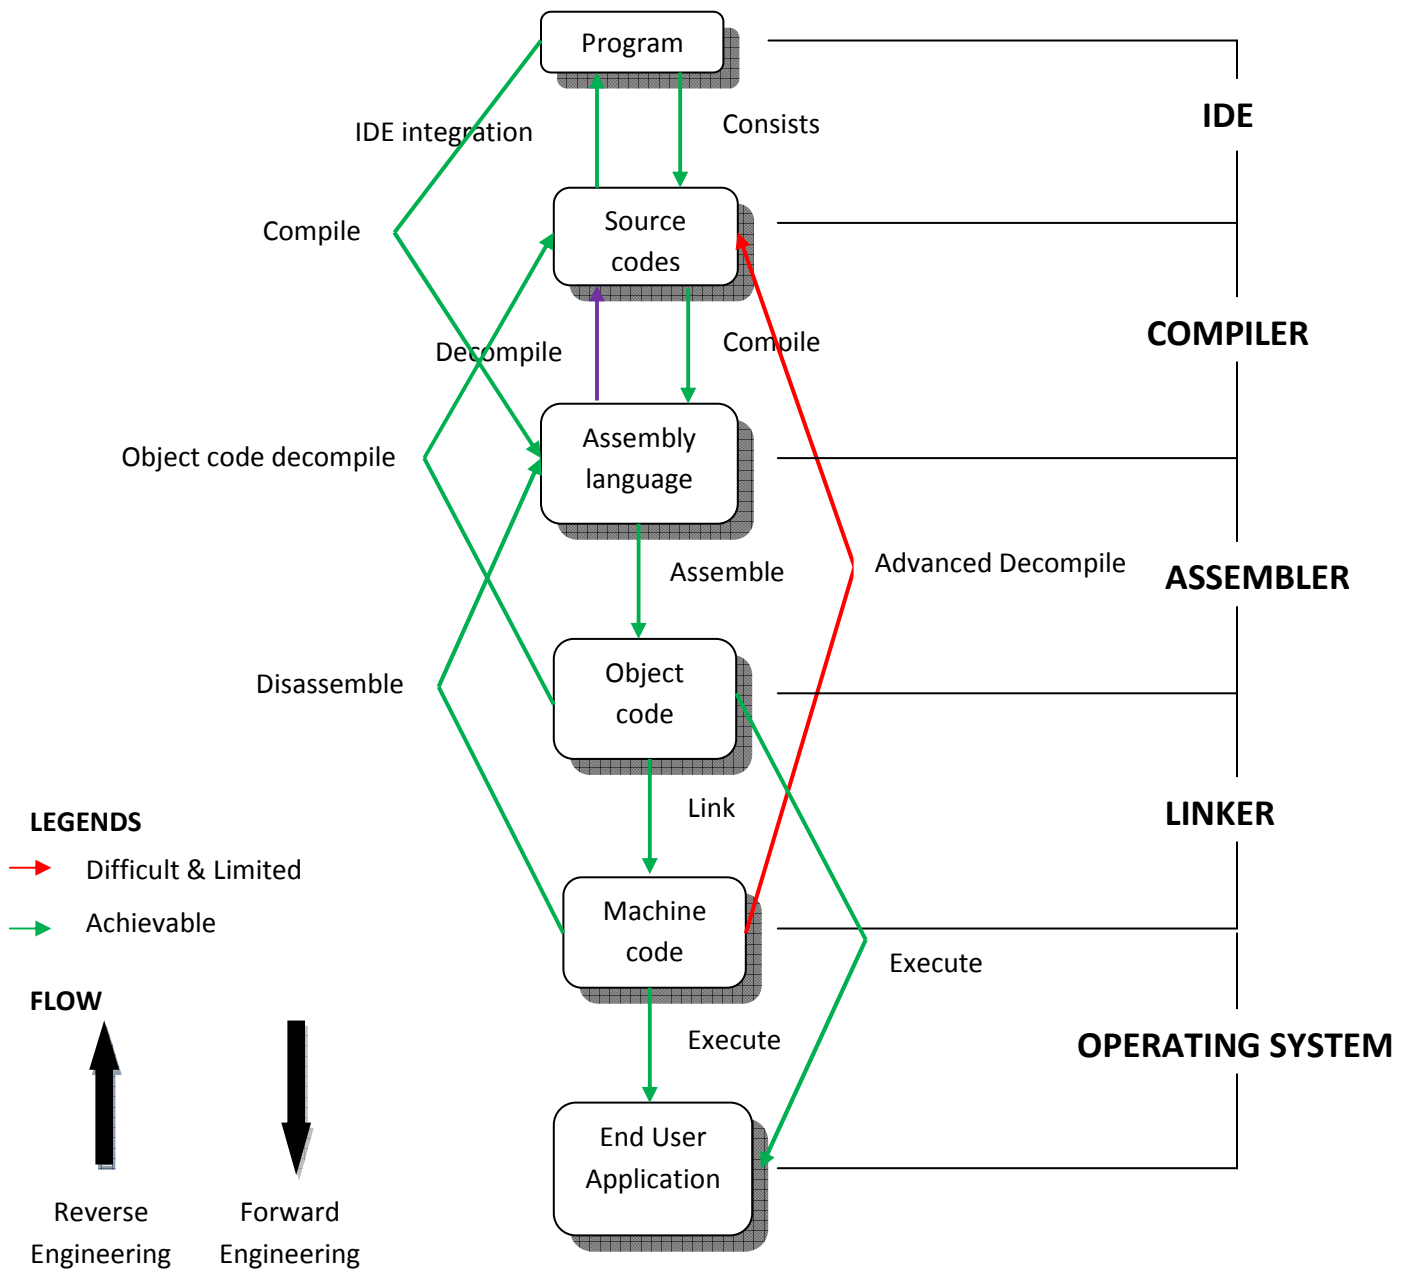 Program
IDE integration
Consists
IDE
Compile
Source
codes
Decompile
Compile
COMPILER
Object code decompile
Assembly
language
Assemble
Advanced Decompile
ASSEMBLER
Disassemble
Object
code
Link
LINKER
LEGENDS
Difficult & Limited
Achievable
Machine
code
Execute
FLOW
Execute
OPERATING SYSTEM
End User
Application
Reverse
Engineering
Forward
Engineering